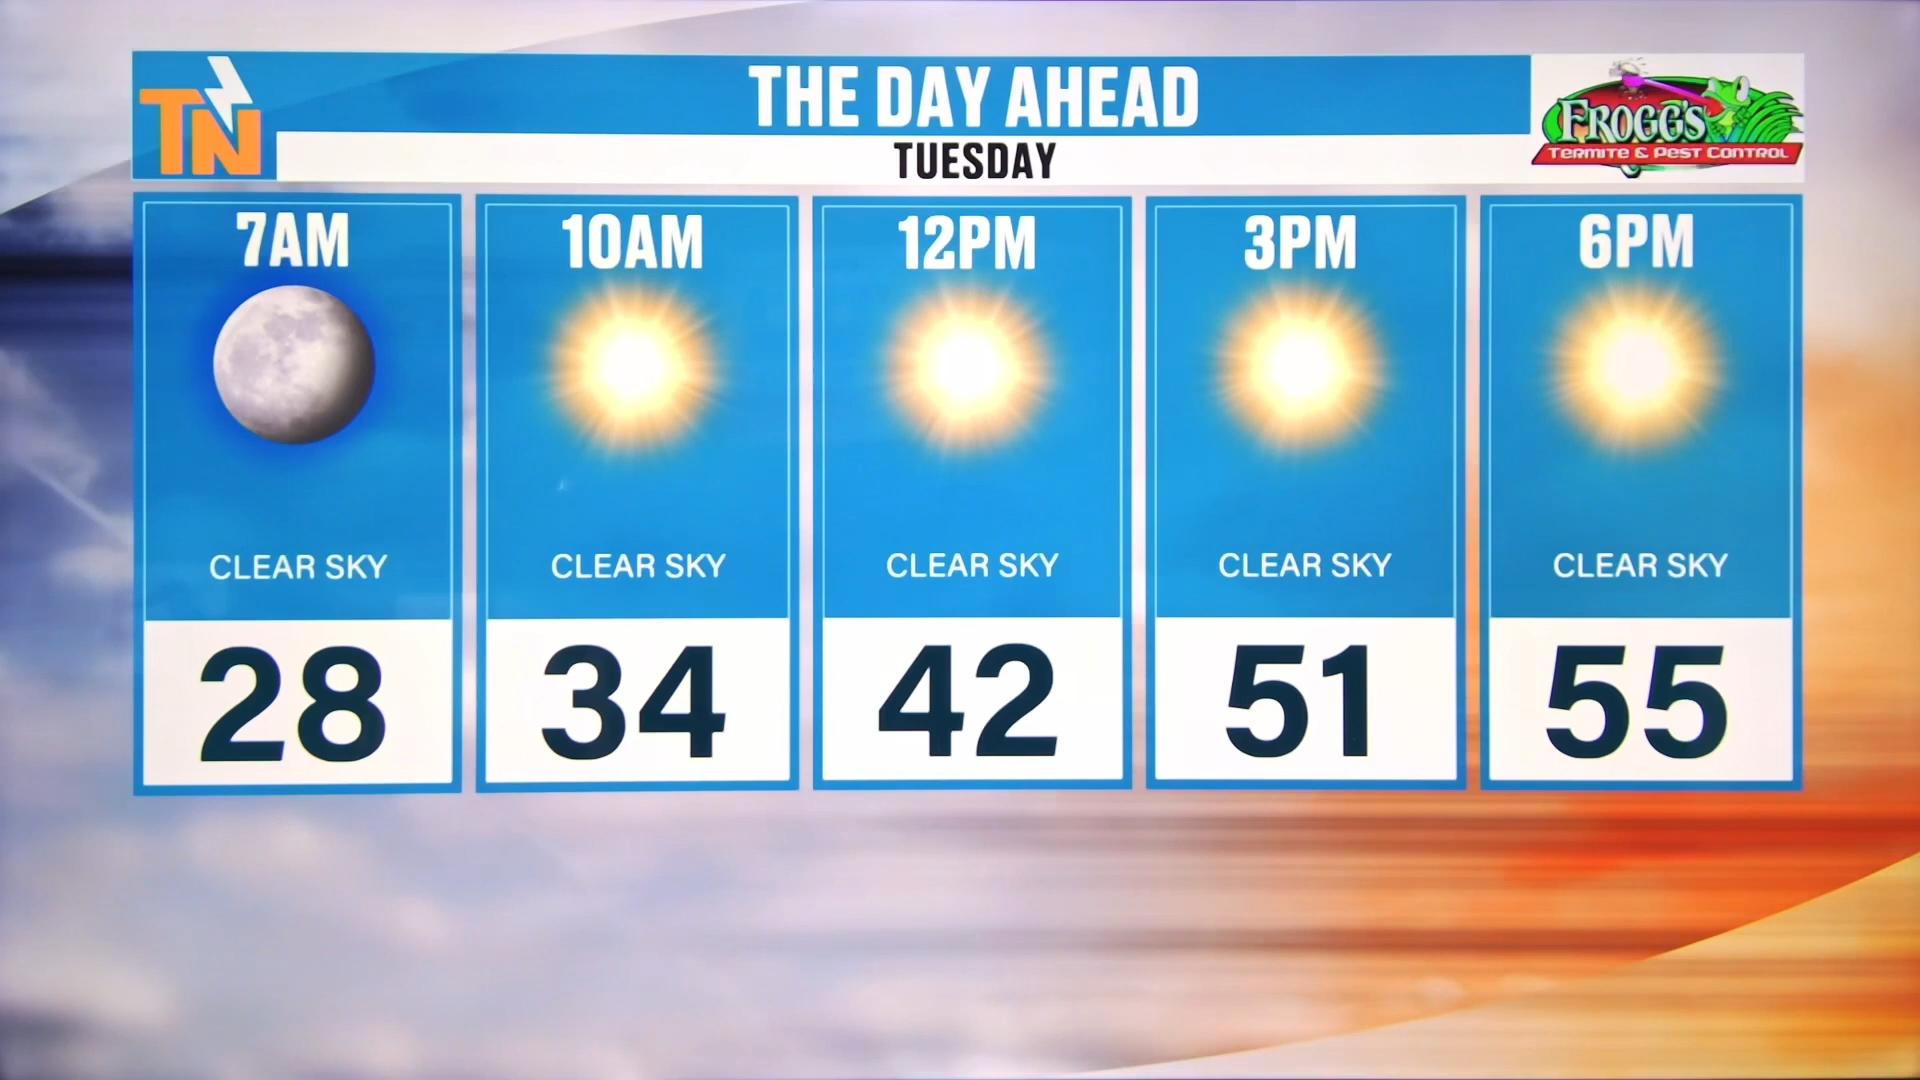 TN
THE DAY AHEAD
TUESDAY
FROGG'S
TERMITE & PEST CONTROL
7AM
10AM
12PM
3PM
6PM
CLEAR SKY
CLEAR SKY
CLEAR SKY
CLEAR SKY
CLEAR SKY
28
34
42
51
55